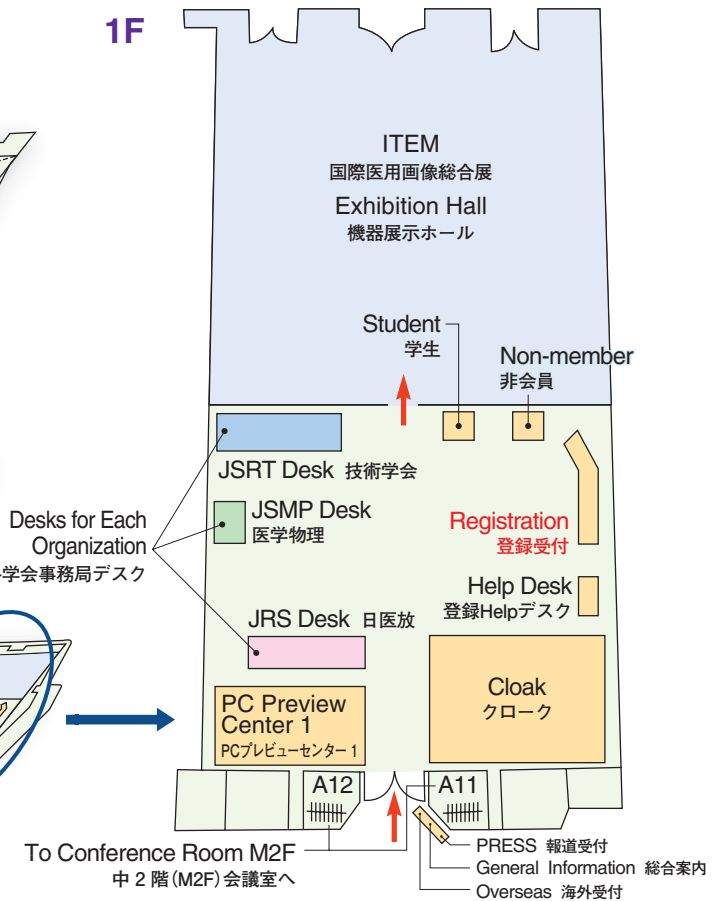 1F
ITEM
国際医用画像総合展
Exhibition Hall
機器展示ホール
Student
学生
Non-member
非会員
JSRT Desk 技術学会
JSMP Desk
医学物理
Desks for Each
Organization
学会事務局デスク
Registration
登録受付
Help Desk
登録Helpデスク
JRS Desk 日医放
PC Preview
Center 1
PCプレビューセンター 1
Cloak
クローク
A12
A11
To Conference Room M2F
中 2 階(M2F)会議室へ
PRESS 報道受付
General Information 総合案内
Overseas 海外受付